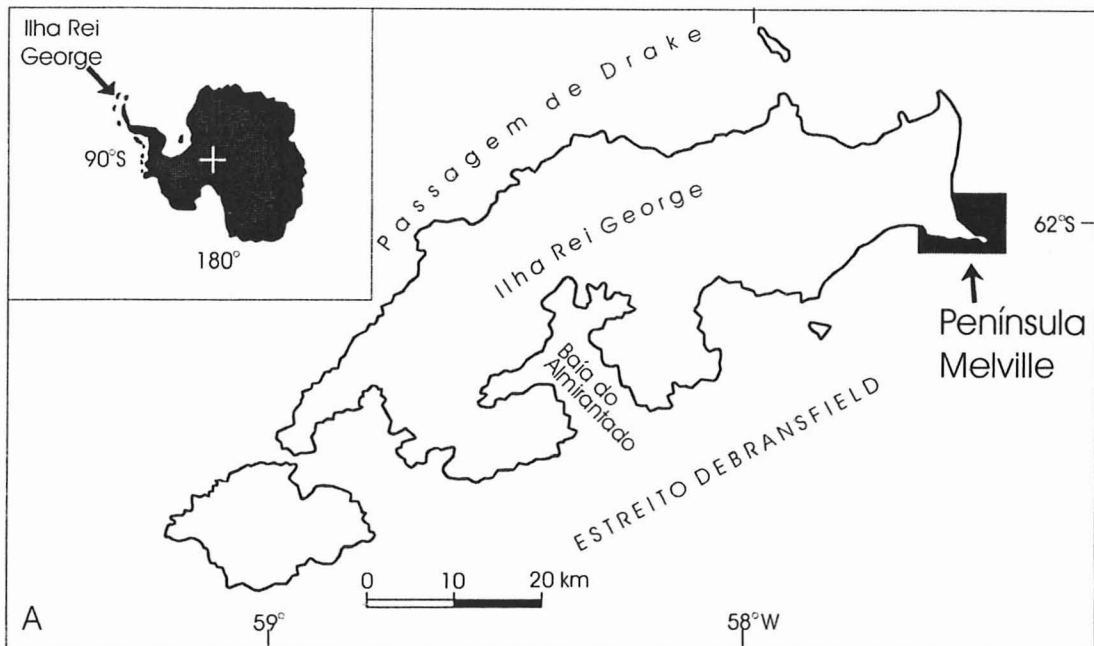 Ilha Rei
George
90°S
180°
Passagem de Drake
Ilha Rei George
62°S
Península
Melville
Baía do
Almirantado
ESTREITO DEBRANSFIELD
0 10 20 km
A
59°
58°W